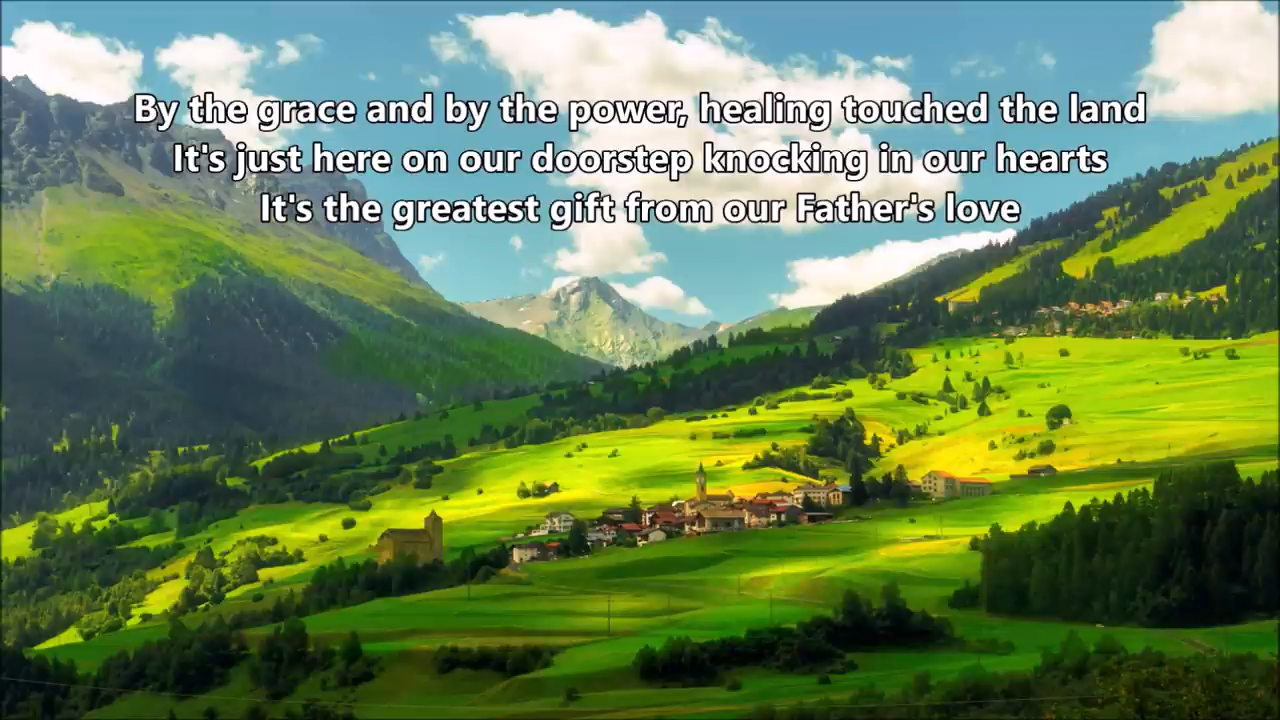 By the grace and by the power, healing touched the land
It's just here on our doorstep knocking in our hearts
It's the greatest gift from our Father's love